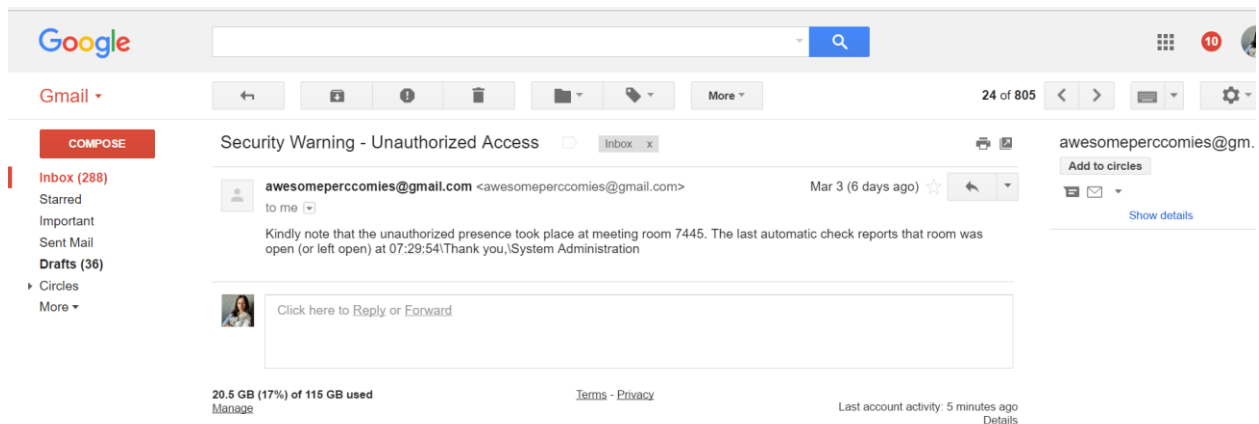 Google
10
Gmail
More
24 of 805
COMPOSE
Security Warning - Unauthorized Access
Inbox x
awesomeperccomies@gm.
Add to circles
Inbox (288)
awesomeperccomies@gmail.com <awesomeperccomies@gmail.com>
Mar 3 (6 days ago)
Starred
to me
Important
Show details
Sent Mail
Kindly note that the unauthorized presence took place at meeting room 7445. The last automatic check reports that room was
open (or left open) at 07:29:54\Thank you,\System Administration
Drafts (36)
Circles
More
Click here to Reply or Forward
20.5 GB (17%) of 115 GB used
Manage
Terms - Privacy
Last account activity: 5 minutes ago
Details